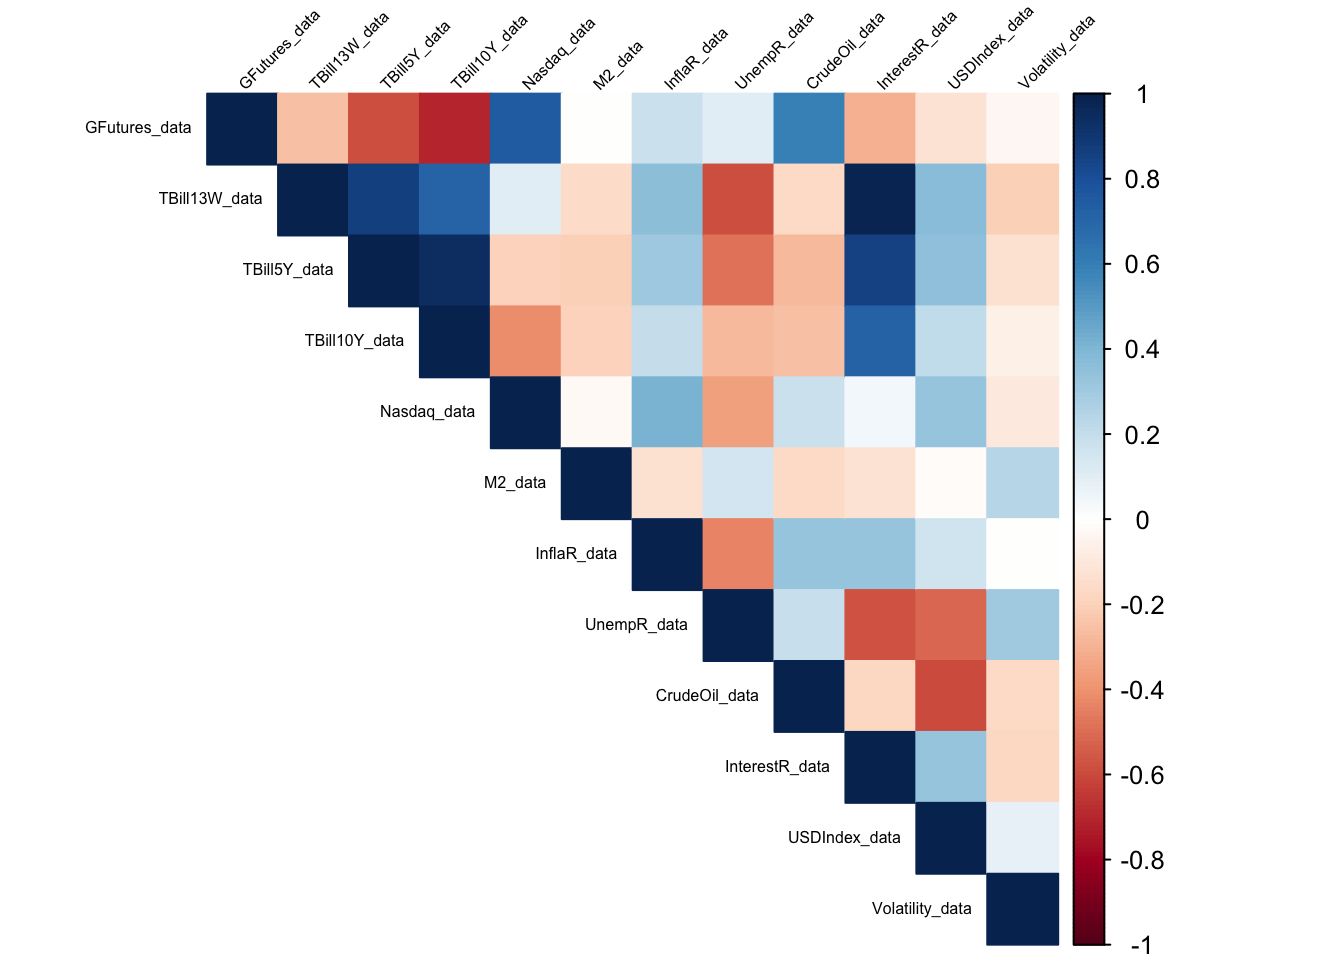 GFutures_data
TBill13W_data
TBill5Y_data
TBill10Y_data
Nasdaq_data
M2_data
InflaR_data
UnempR_data
CrudeOil_data
InterestR_data
USDIndex_data
Volatility_data
GFutures_data
TBill13W_data
TBill5Y_data
TBill10Y_data
Nasdaq_data
M2_data
InflaR_data
UnempR_data
CrudeOil_data
InterestR_data
USDIndex_data
Volatility_data
1
0.8
0.6
0.4
0.2
0
-0.2
-0.4
-0.6
-0.8
-1